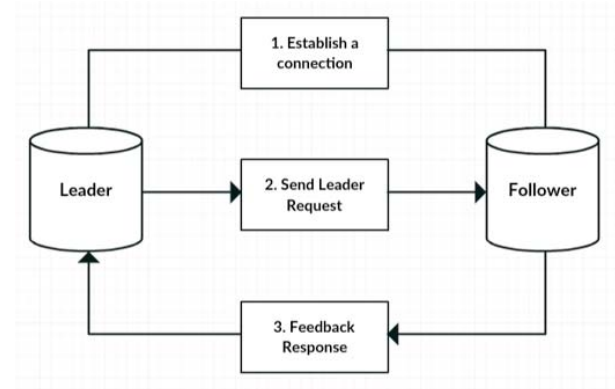 1. Establish a
connection
Leader
2. Send Leader
Request
Follower
3. Feedback
Response